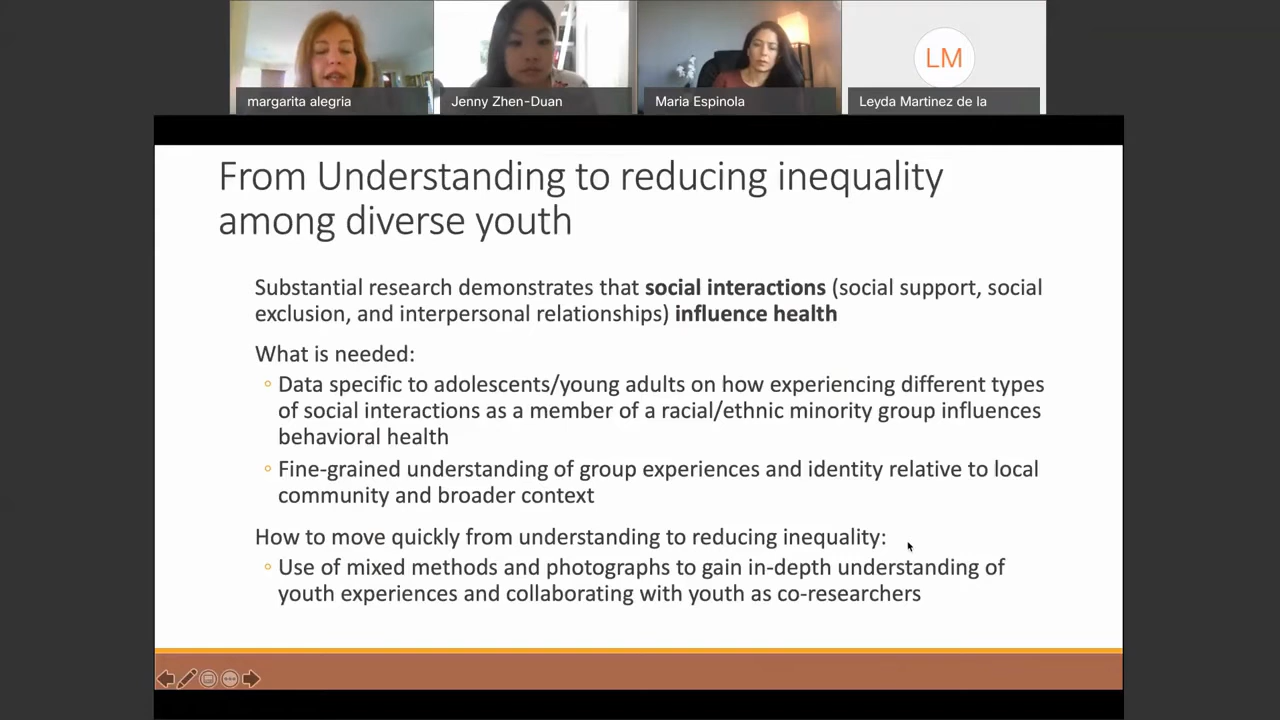 LM
margarita alegria
Jenny Zhen-Duan
Maria Espinola
Leyda Martinez de la
From Understanding to reducing inequality
among diverse youth
Substantial research demonstrates that social interactions (social support, social
exclusion, and interpersonal relationships) influence health
What is needed:
Data specific to adolescents/young adults on how experiencing different types
of social interactions as a member of a racial/ethnic minority group influences
behavioral health
Fine-grained understanding of group experiences and identity relative to local
community and broader context
How to move quickly from understanding to reducing inequality:
Use of mixed methods and photographs to gain in-depth understanding of
youth experiences and collaborating with youth as co-researchers